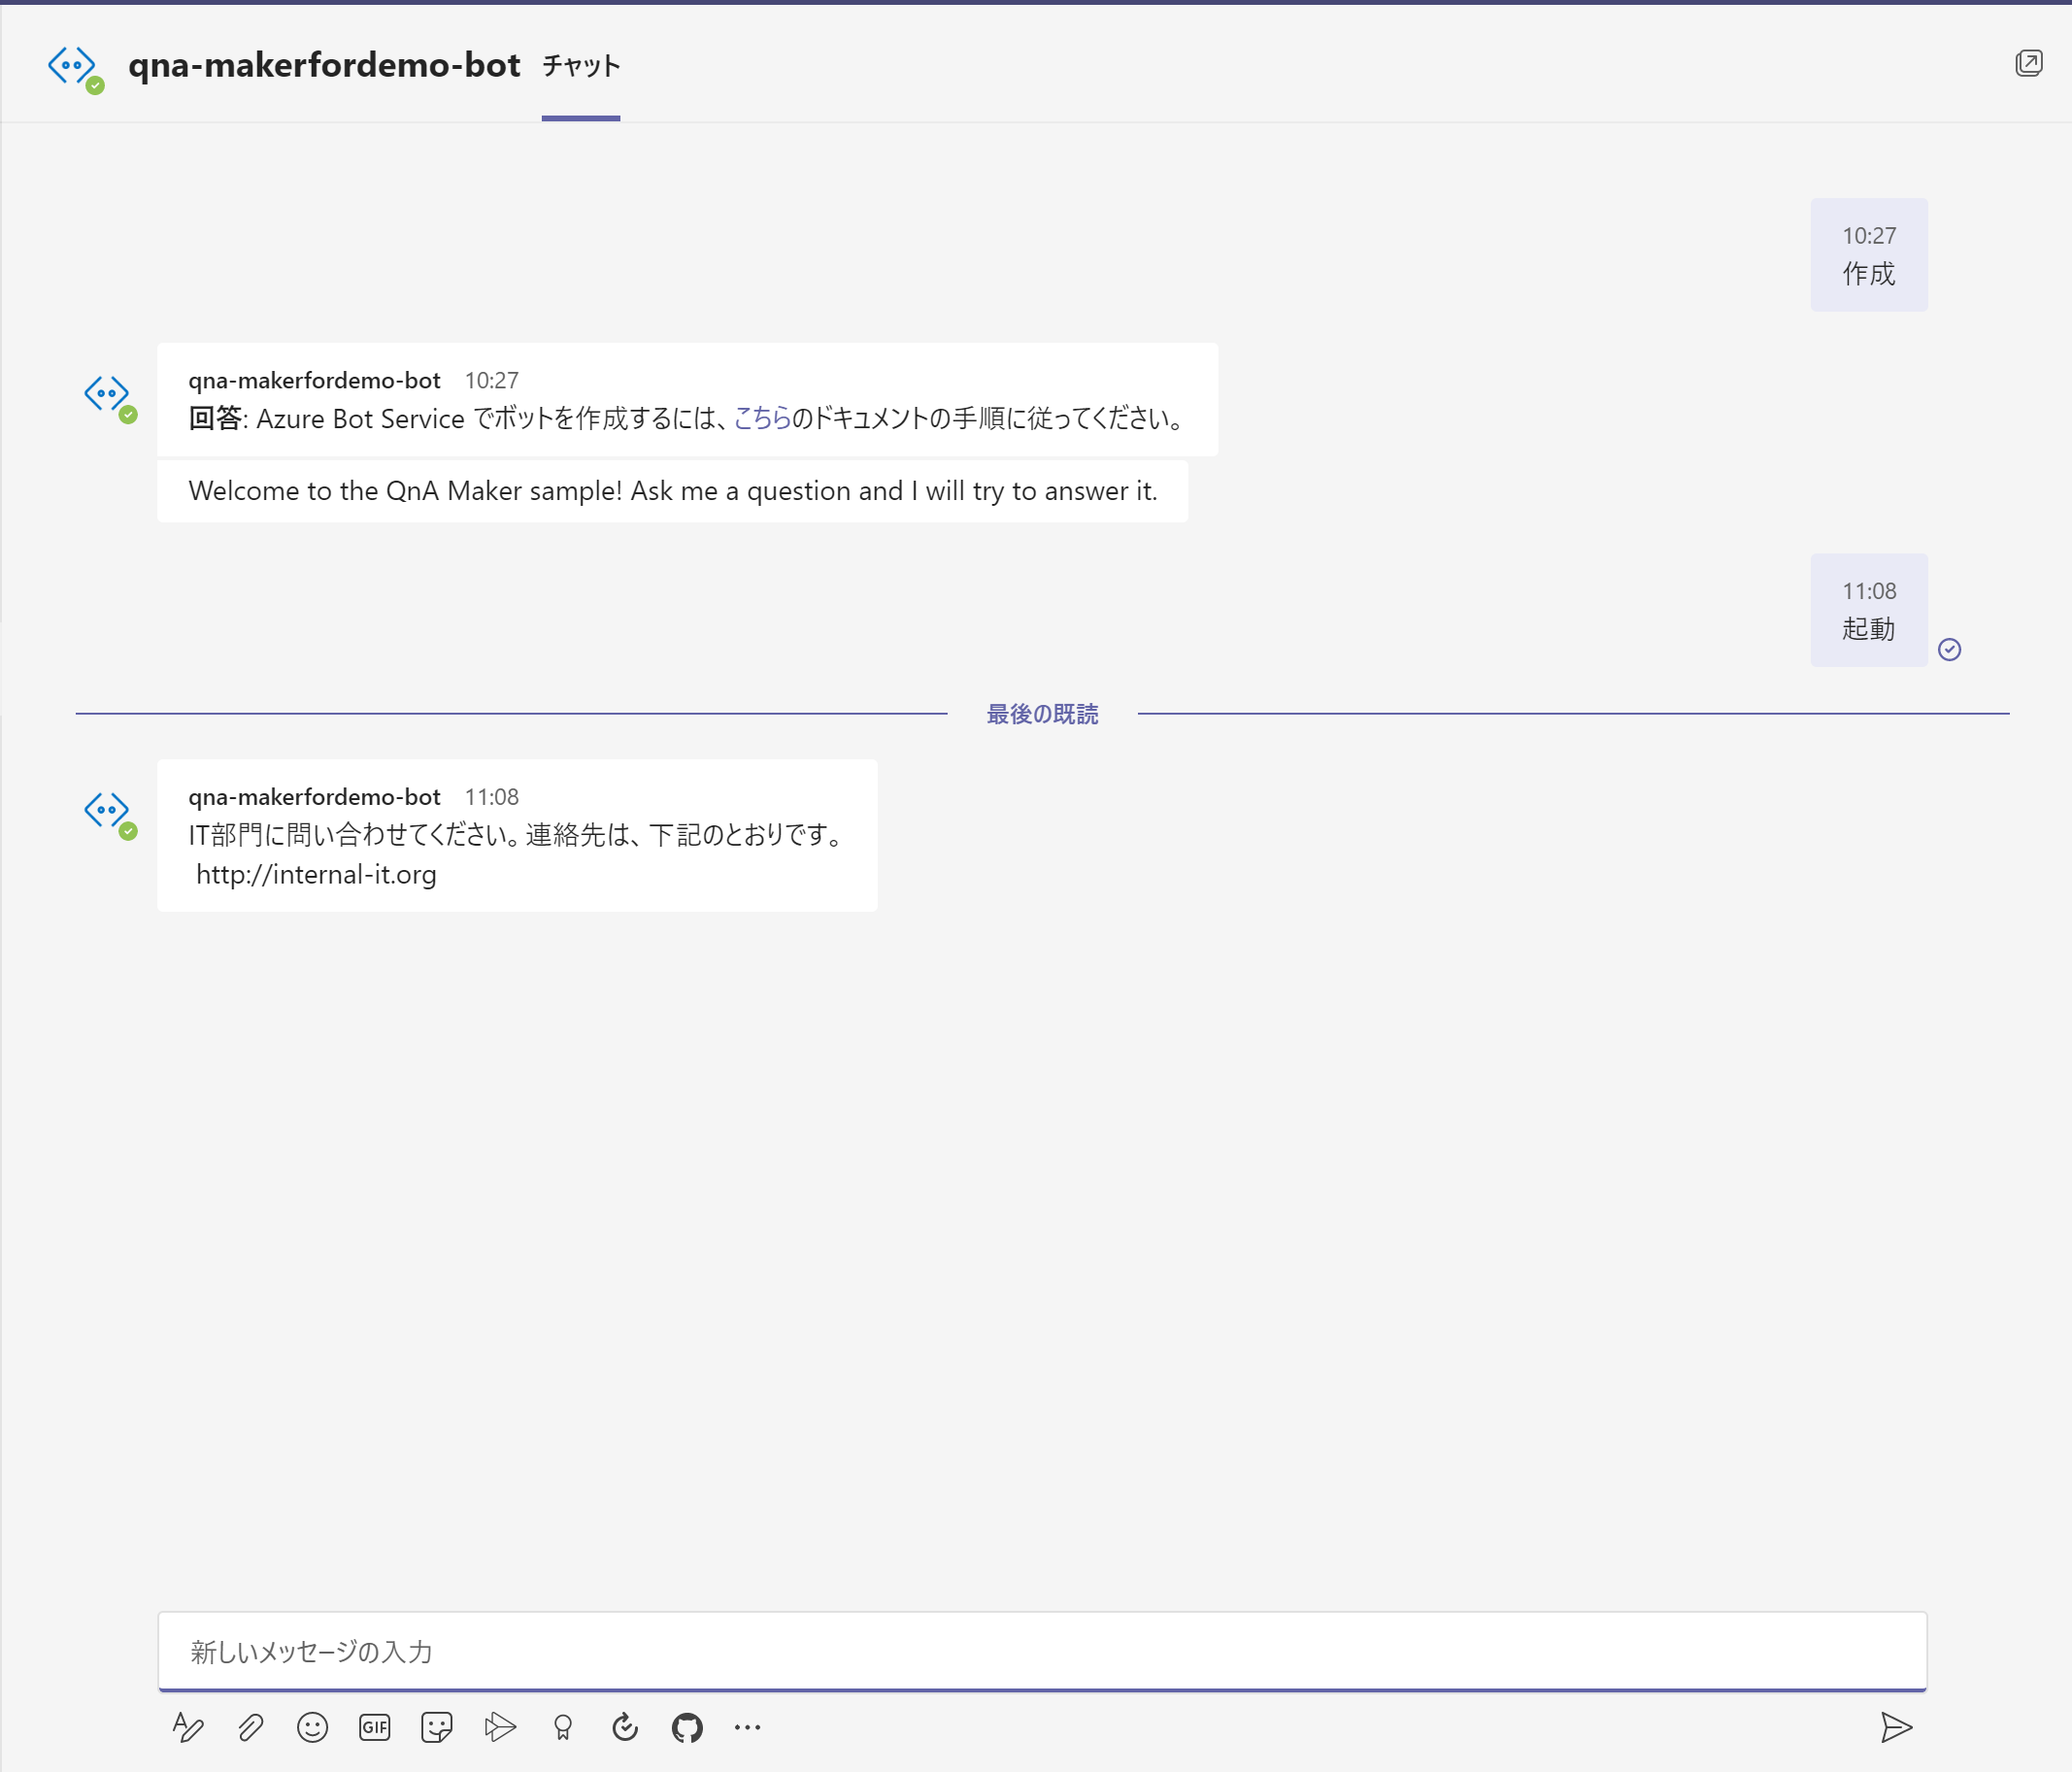 qna-makerfordemo-bot チャット
10:27
作成
qna-makerfordemo-bot 10:27
回答: Azure Bot Service でボットを作成するには、こちらのドキュメントの手順に従ってください。
Welcome to the QnA Maker sample! Ask me a question and I will try to answer it.
11:08
起動
最後の既読
qna-makerfordemo-bot 11:08
IT部門に問い合わせてください。連絡先は、下記のとおりです。
http://internal-it.org
新しいメッセージの入力
GIF